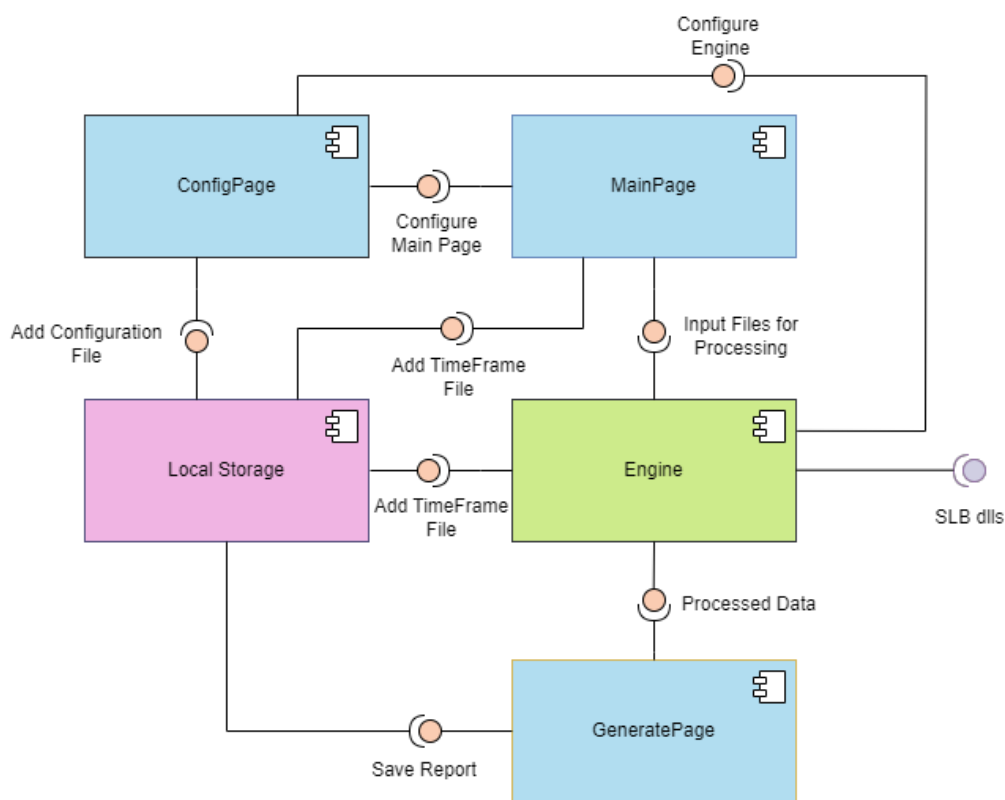 Configure
Engine
ConfigPage
MainPage
Configure
Main Page
Add Configuration
File
Input Files for
Processing
Add TimeFrame
File
Local Storage
Engine
Add TimeFrame
File
SLB dlls
Processed Data
GeneratePage
Save Report